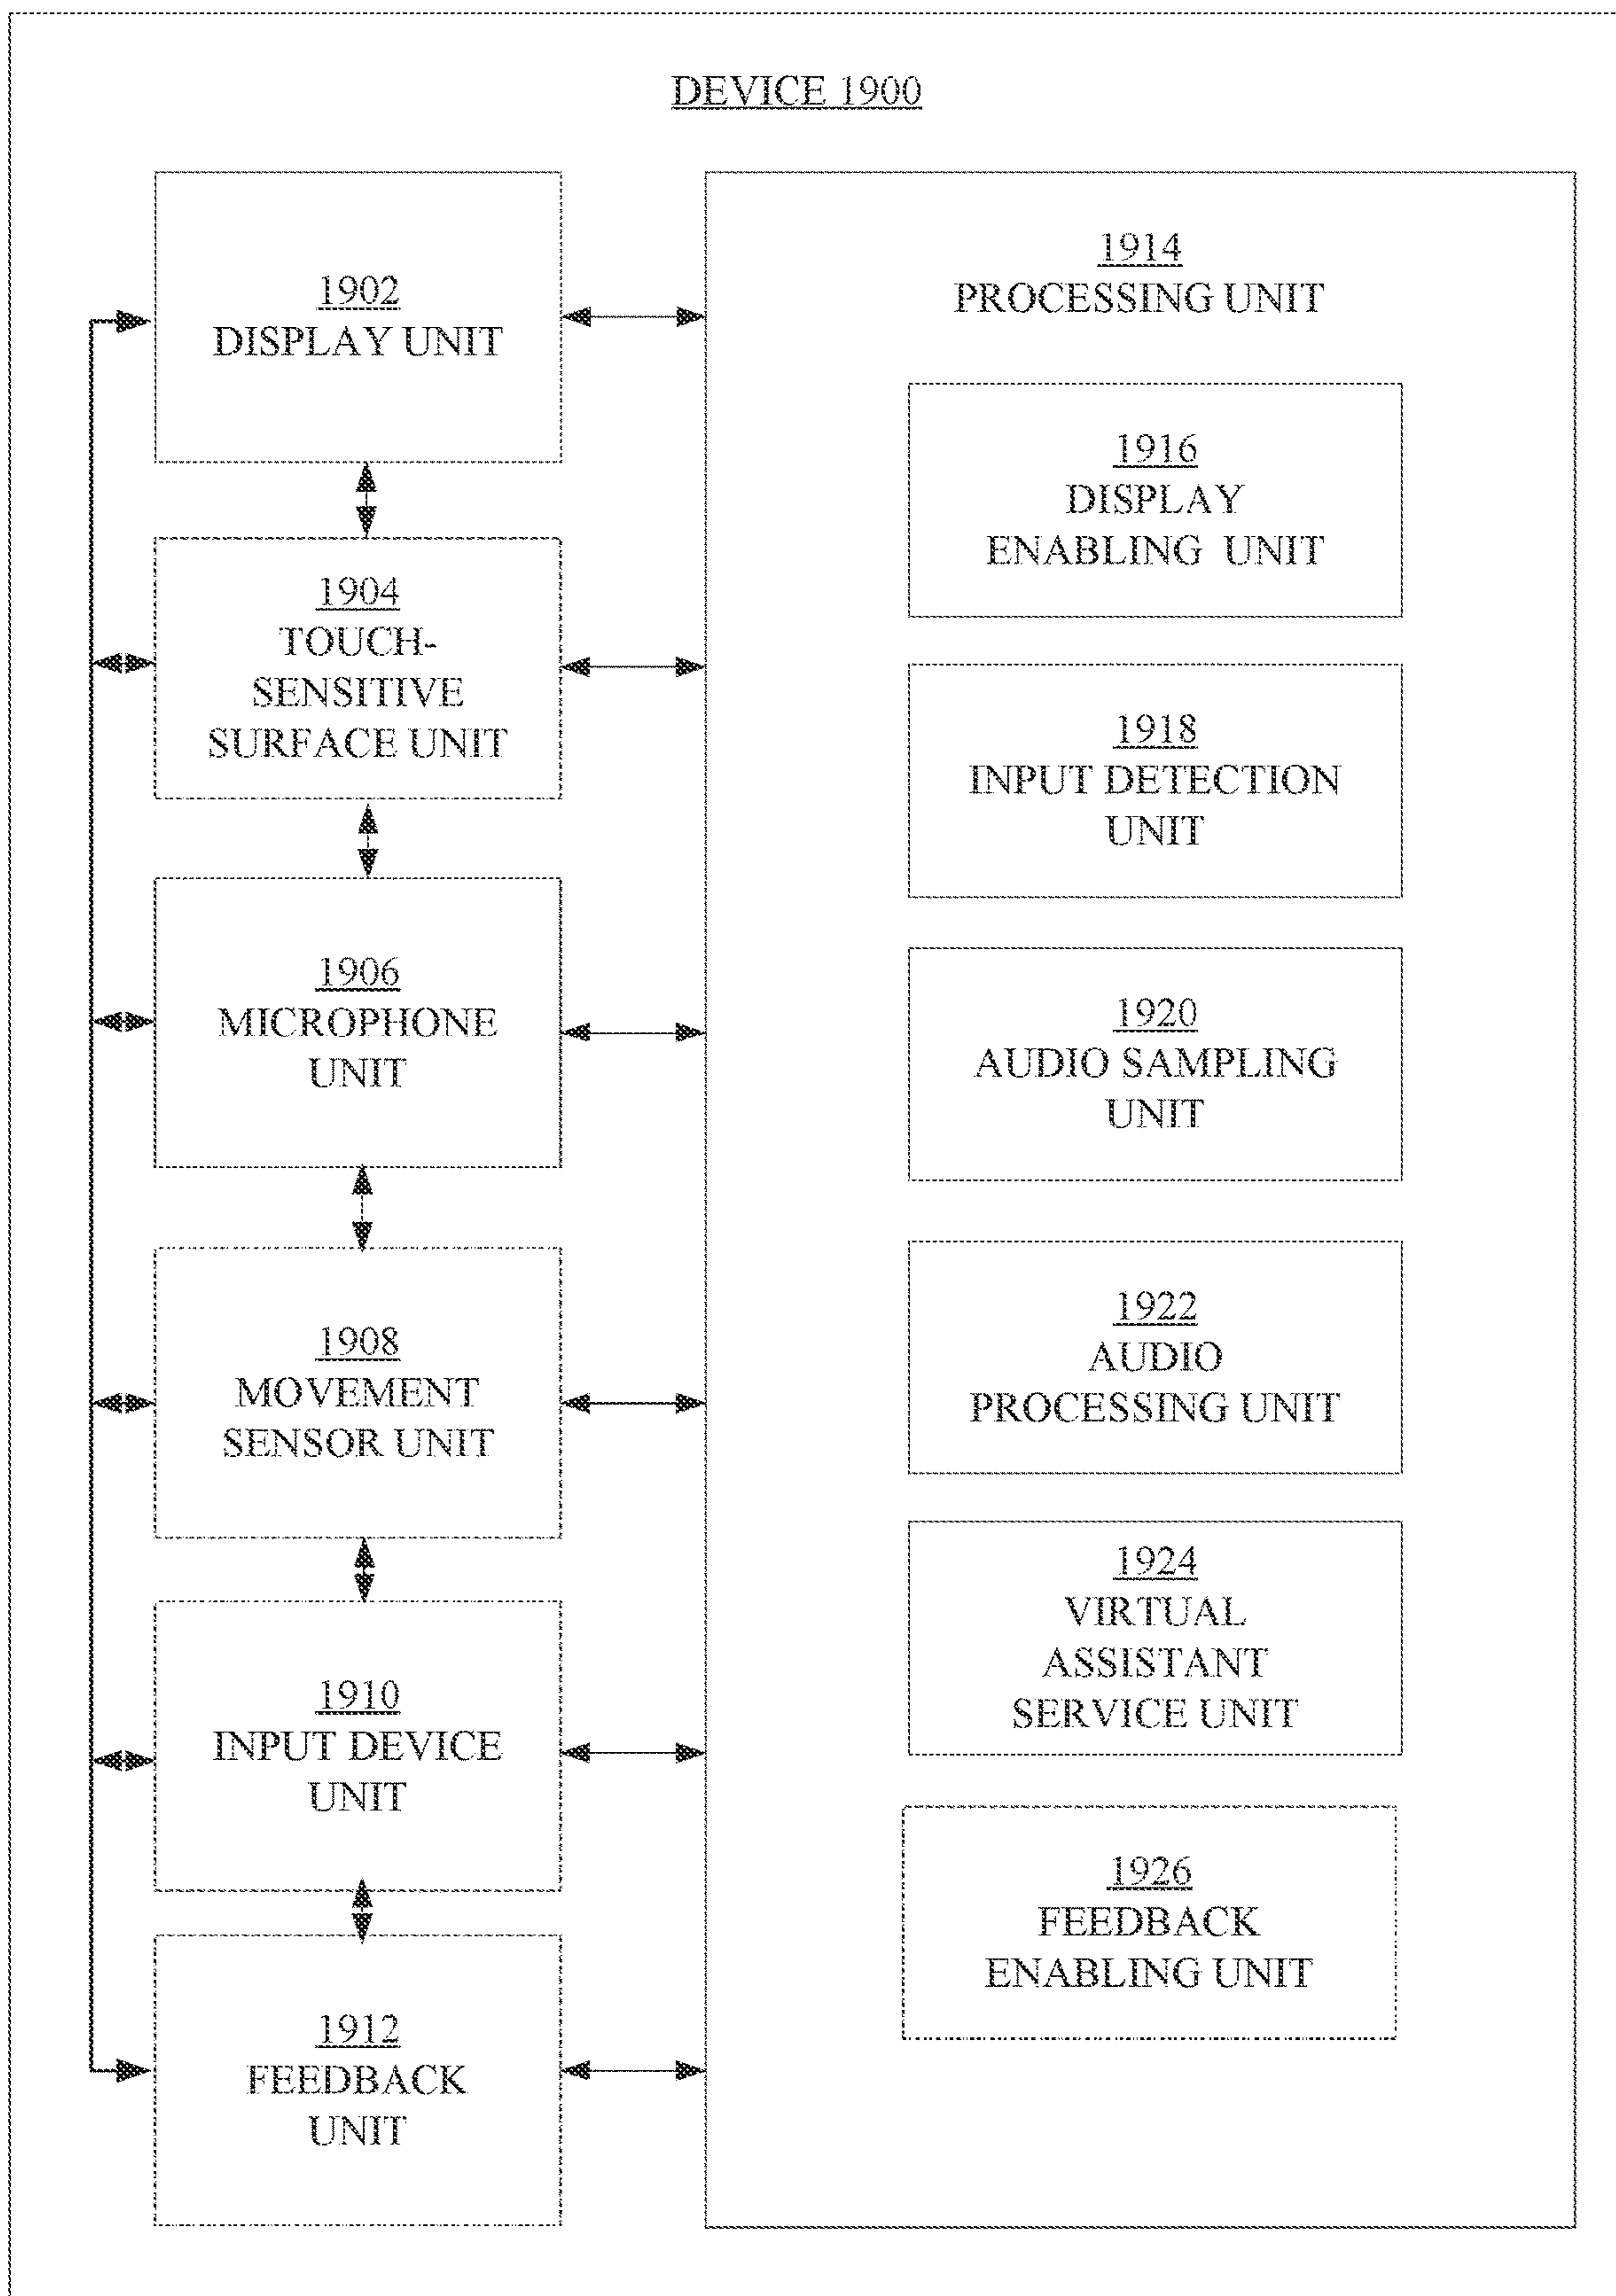 DEVICE 1900
1902
DISPLAY UNIT
1904
TOUCH-
SENSITIVE
SURFACE UNIT
1906
MICROPHONE
UNIT
1908
MOVEMENT
SENSOR UNIT
1910
INPUT DEVICE
UNIT
1912
FEEDBACK
UNIT
1914
PROCESSING UNIT
1916
DISPLAY
ENABLING UNIT
1918
INPUT DETECTION
UNIT
1920
AUDIO SAMPLING
UNIT
1922
AUDIO
PROCESSING UNIT
1924
VIRTUAL
ASSISTANT
SERVICE UNIT
1926
FEEDBACK
ENABLING UNIT